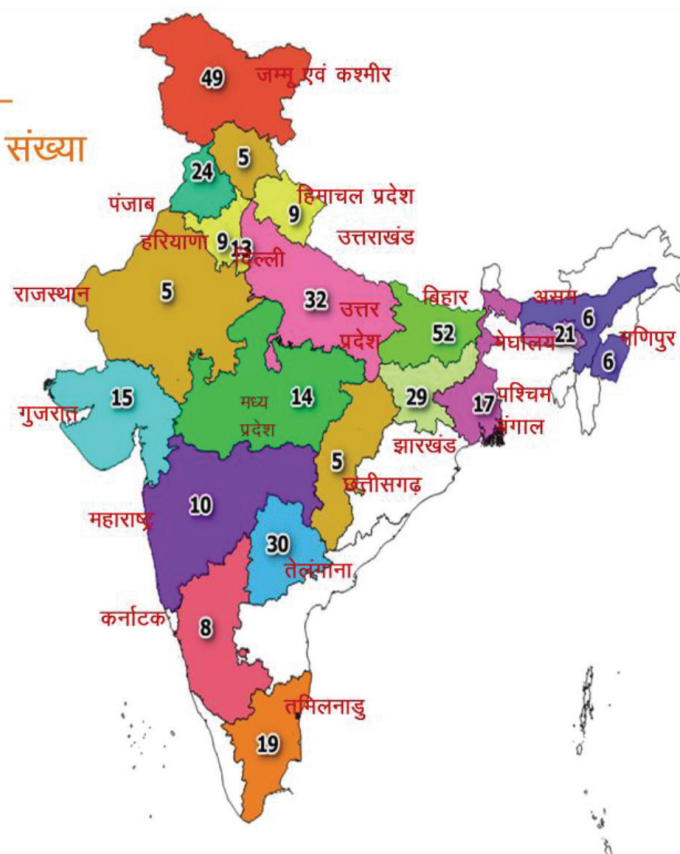 49
जम्मू एवं कश्मीर
संख्या
5
24
हिमाचल प्रदेश
पंजाब
9
उत्तराखंड
हरियाणा
9
13
दिल्ली
राजस्थान
5
32
उत्तर
प्रदेश
बिहार
52
असम
6
21
मेघालय
मणिपुर
6
गुजरात
15
मध्य
प्रदेश
14
29
17
पश्चिम
बंगाल
झारखंड
5
छत्तीसगढ़
महाराष्ट्र
10
30
तेलंगाना
कर्नाटक
8
तमिलनाडु
19